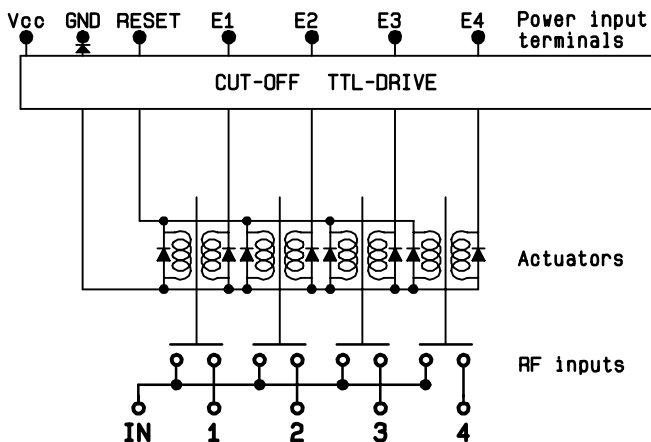 Vcc GND RESET E1 E2 E3 E4 Power input
terminals
CUT-OFF TTL-DRIVE
Actuators
RF inputs
IN 1 2 3 4